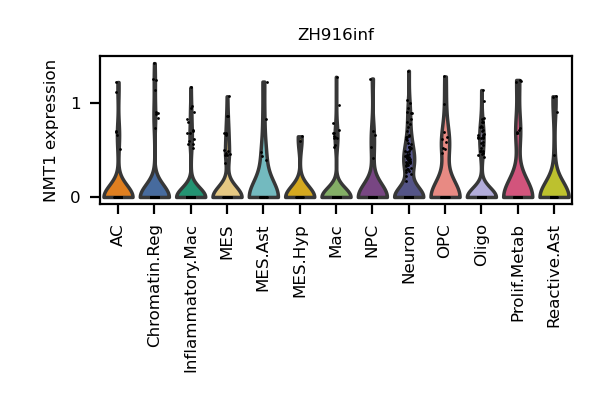 ZH916inf
NMT1 expression
1
0
AC
Chromatin.Reg
Inflammatory.Mac
MES
MES.Ast
MES.Hyp
Mac
NPC
Neuron
OPC
Oligo
Prolif.Metab
Reactive.Ast